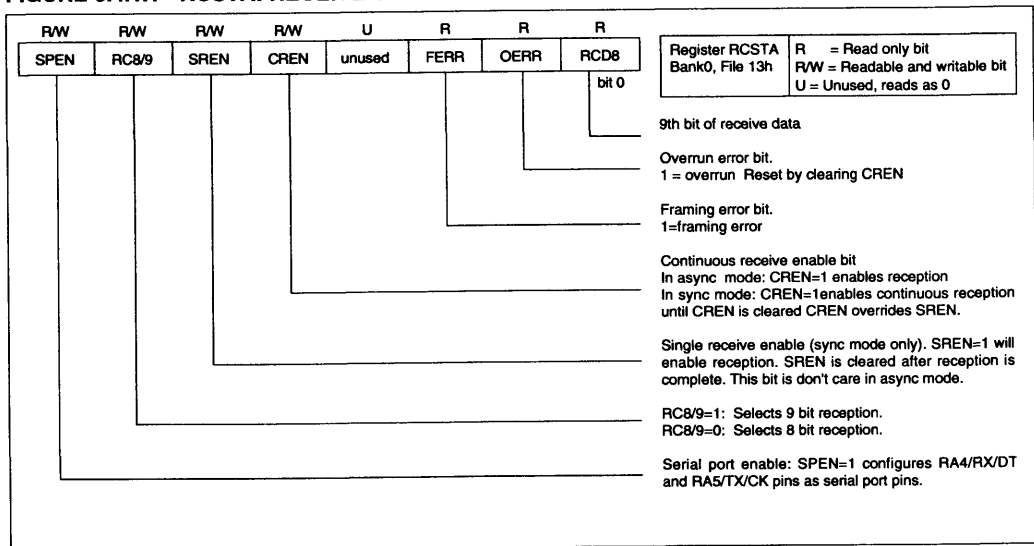 R/W R/W R/W R/W U R R R
SPEN RC8/9 SREN CREN unused FERR OERR RCD8
bit 0
Register RCSTA R = Read only bit
Bank0, File 13h R/W = Readable and writable bit
U = Unused, reads as 0
9th bit of receive data
Overrun error bit.
1 = overrun Reset by clearing CREN
Framing error bit.
1=framing error
Continuous receive enable bit
In async mode: CREN=1 enables reception
In sync mode: CREN=1enables continuous reception
until CREN is cleared CREN overrides SREN.
Single receive enable (sync mode only). SREN=1 will
enable reception. SREN is cleared after reception is
complete. This bit is don't care in async mode.
RC8/9=1: Selects 9 bit reception.
RC8/9=0: Selects 8 bit reception.
Serial port enable: SPEN=1 configures RA4/RX/DT
and RA5/TX/CK pins as serial port pins.